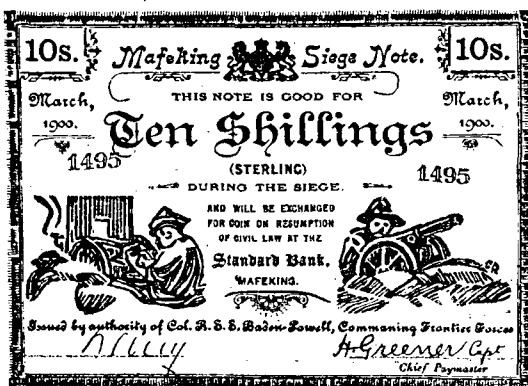 10s. Mafeking Siege Note. 10s.
March, 1900. THIS NOTE IS GOOD FOR March, 1900.
Ten Shillings
1495 (STERLING) 1495
DURING THE SIEGE.
AND WILL BE EXCHANGED
FOR COIN ON RESUMPTION
OF CIVIL LAW AT THE
Standard Bank,
MAFEKING.
Issued by authority of Col. R. S. S. Baden-Powell, Commaning Frontier Forces
H. Greener Capt
Chief Paymaster